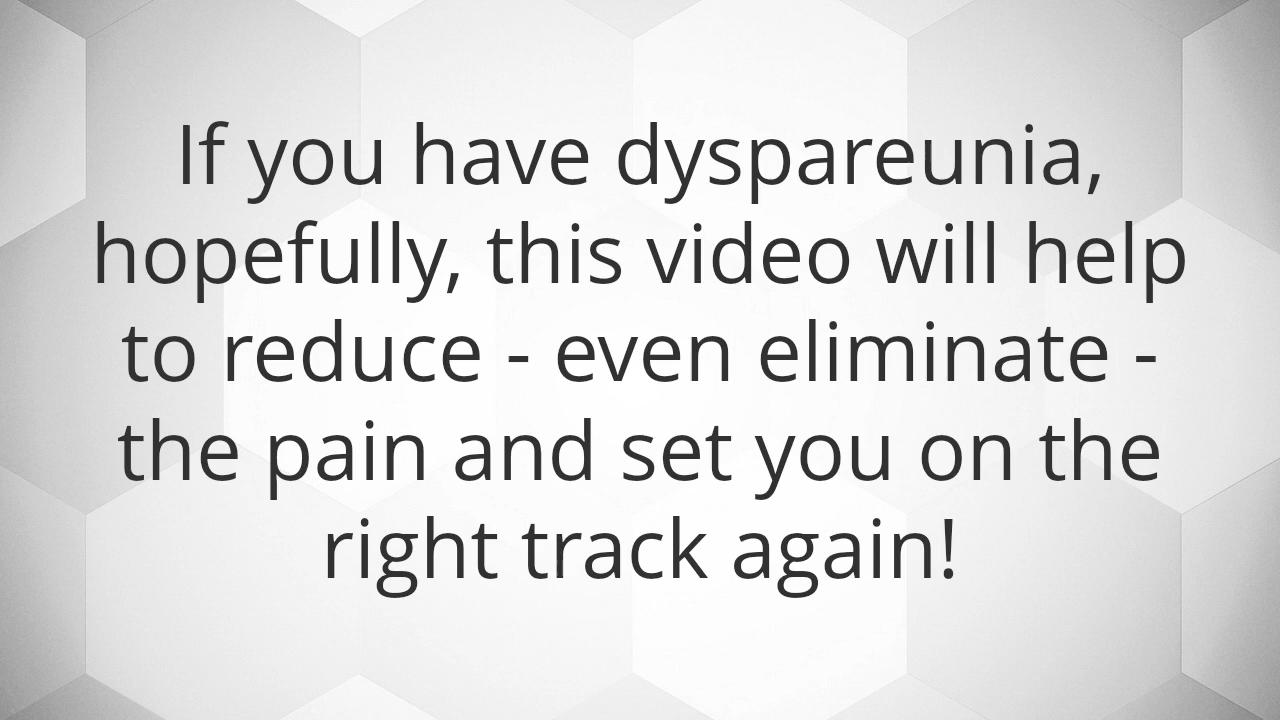 If you have dyspareunia,
hopefully, this video will help
to reduce - even eliminate -
the pain and set you on the
right track again!